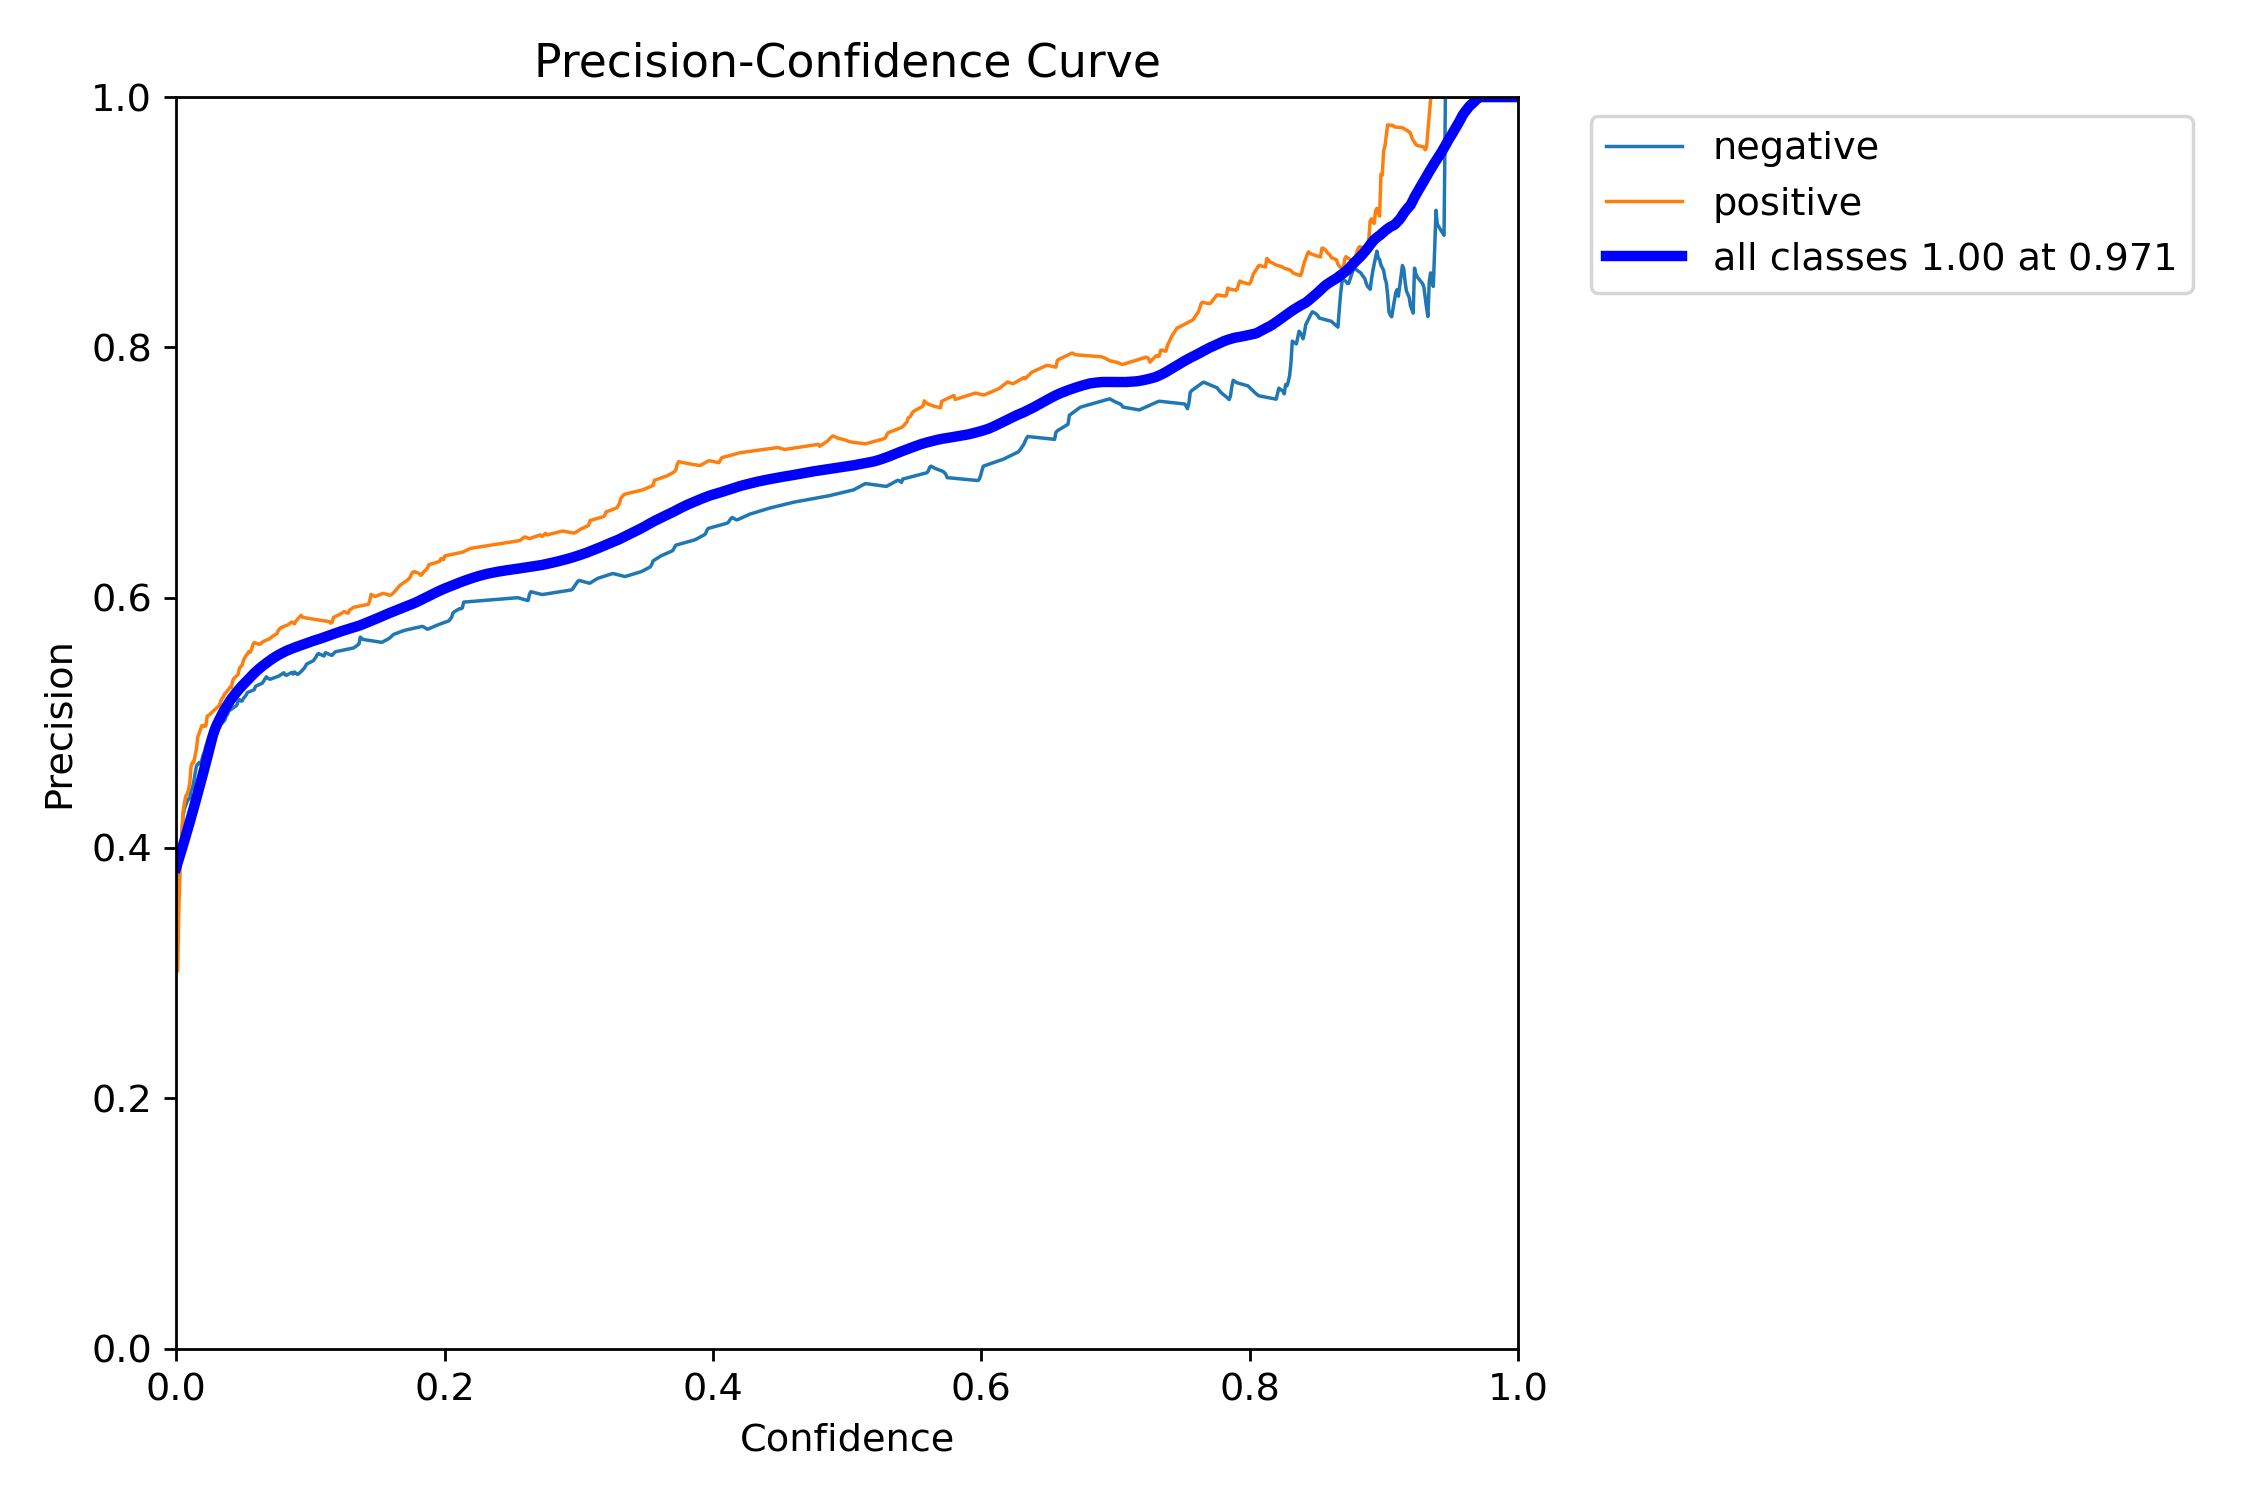 Precision-Confidence Curve
1.0
0.8
0.6
0.4
0.2
0.0
Precision
0.0 0.2 0.4 0.6 0.8 1.0
Confidence
negative
positive
all classes 1.00 at 0.971